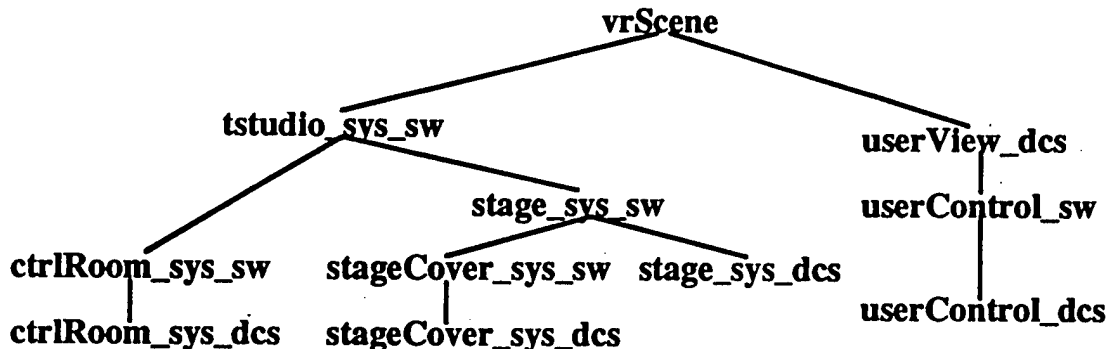 vrScene
tstudio_sys_sw
userView_dcs
stage_sys_sw
userControl_sw
ctrlRoom_sys_sw
stageCover_sys_sw
stage_sys_dcs
userControl_dcs
ctrlRoom_sys_dcs
stageCover_sys_dcs